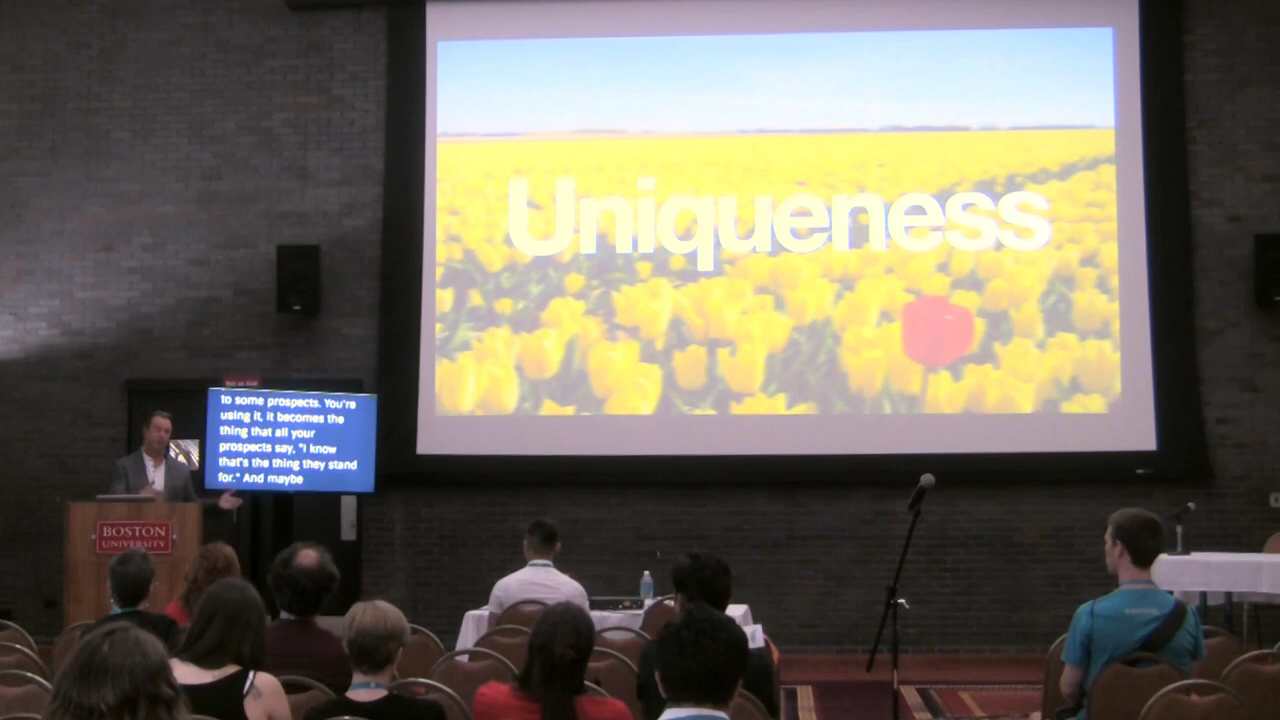 Uniqueness
to some prospects. You're
using it, it becomes the
thing that all your
prospects say, "I know
that's the thing they stand
for." And maybe
BOSTON
UNIVERSITY